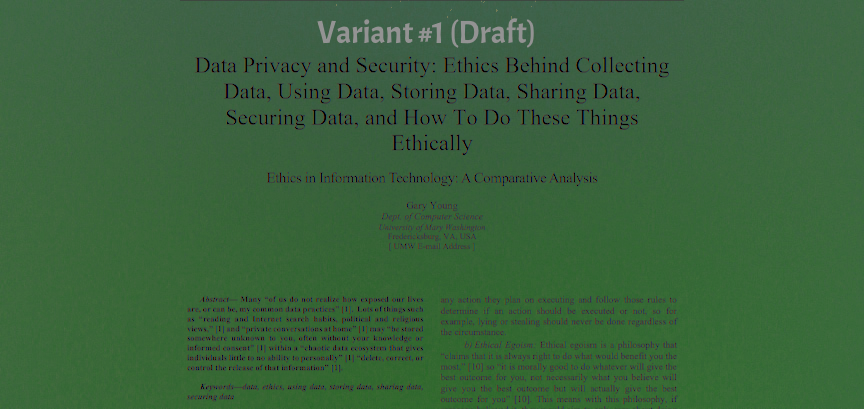 Variant #1 (Draft)
Data Privacy and Security: Ethics Behind Collecting
Data, Using Data, Storing Data, Sharing Data,
Securing Data, and How To Do These Things
Ethically
Ethics in Information Technology: A Comparative Analysis
Gery Young
Dept. of Computer Science
University of Mary Washington
Fredericksburg, VA, USA
[ UMW E-mail Address ]
Abstract— Many “of us do not realize how exposed our lives
are, or can be, my common data practices” [1]. Lots of things such
as “reading and Internet search habits, political and religious
views,” [1] and “private conversations at home” [1] may “be stored
somewhere unknown to you, often without your knowledge or
informed consent” [1] within a “chaotic data ecosystem that gives
individuals little to no ability to personally” [1] “delete, correct, or
control the release of that information” [1].
Keywords—data, ethics, using data, storing data, sharing data,
securing data
any action they plan on executing and follow these rules to
determine if an action should be executed or not, so for
example, lying or stealing should never be done regardless of
the circumstance.
b) Ethical Egoism: Ethical egoism is a philosophy that
“claims that it is always right to do what would benefit you the
most,” [10] so “it is morally good to do whatever will give the
best outcome for you, not necessarily what you believe will
give you the best outcome but will actually give the best
outcome for you” [10]. This means with this philosophy, if